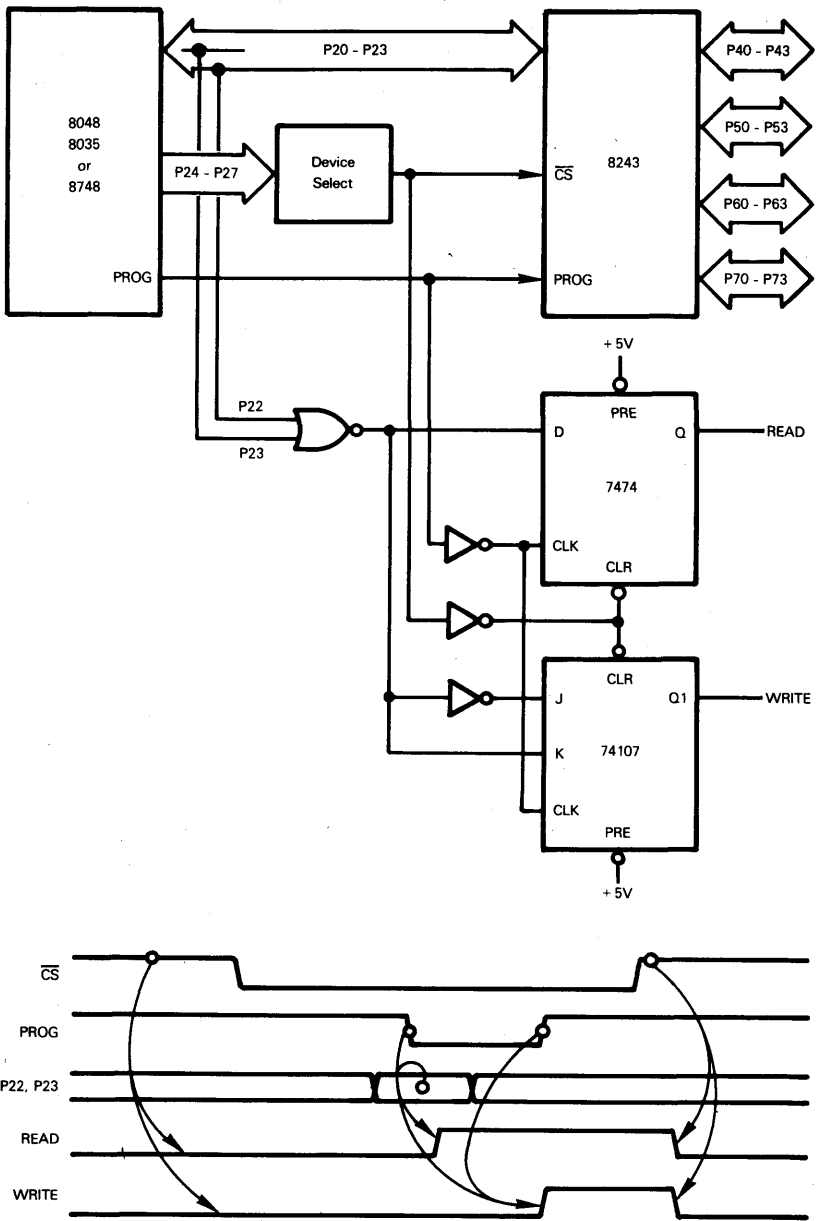 P20 - P23
P40 - P43
8048
8035
or
8748
P50 - P53
Device
Select
8243
P24 - P27
C̅S̅
P60 - P63
PROG
PROG
P70 - P73
+ 5V
P22
P23
PRE
D
Q
READ
7474
CLK
CLR
CLR
J
Q1
WRITE
74107
K
CLK
PRE
+ 5V
C̅S̅
PROG
P22, P23
READ
WRITE